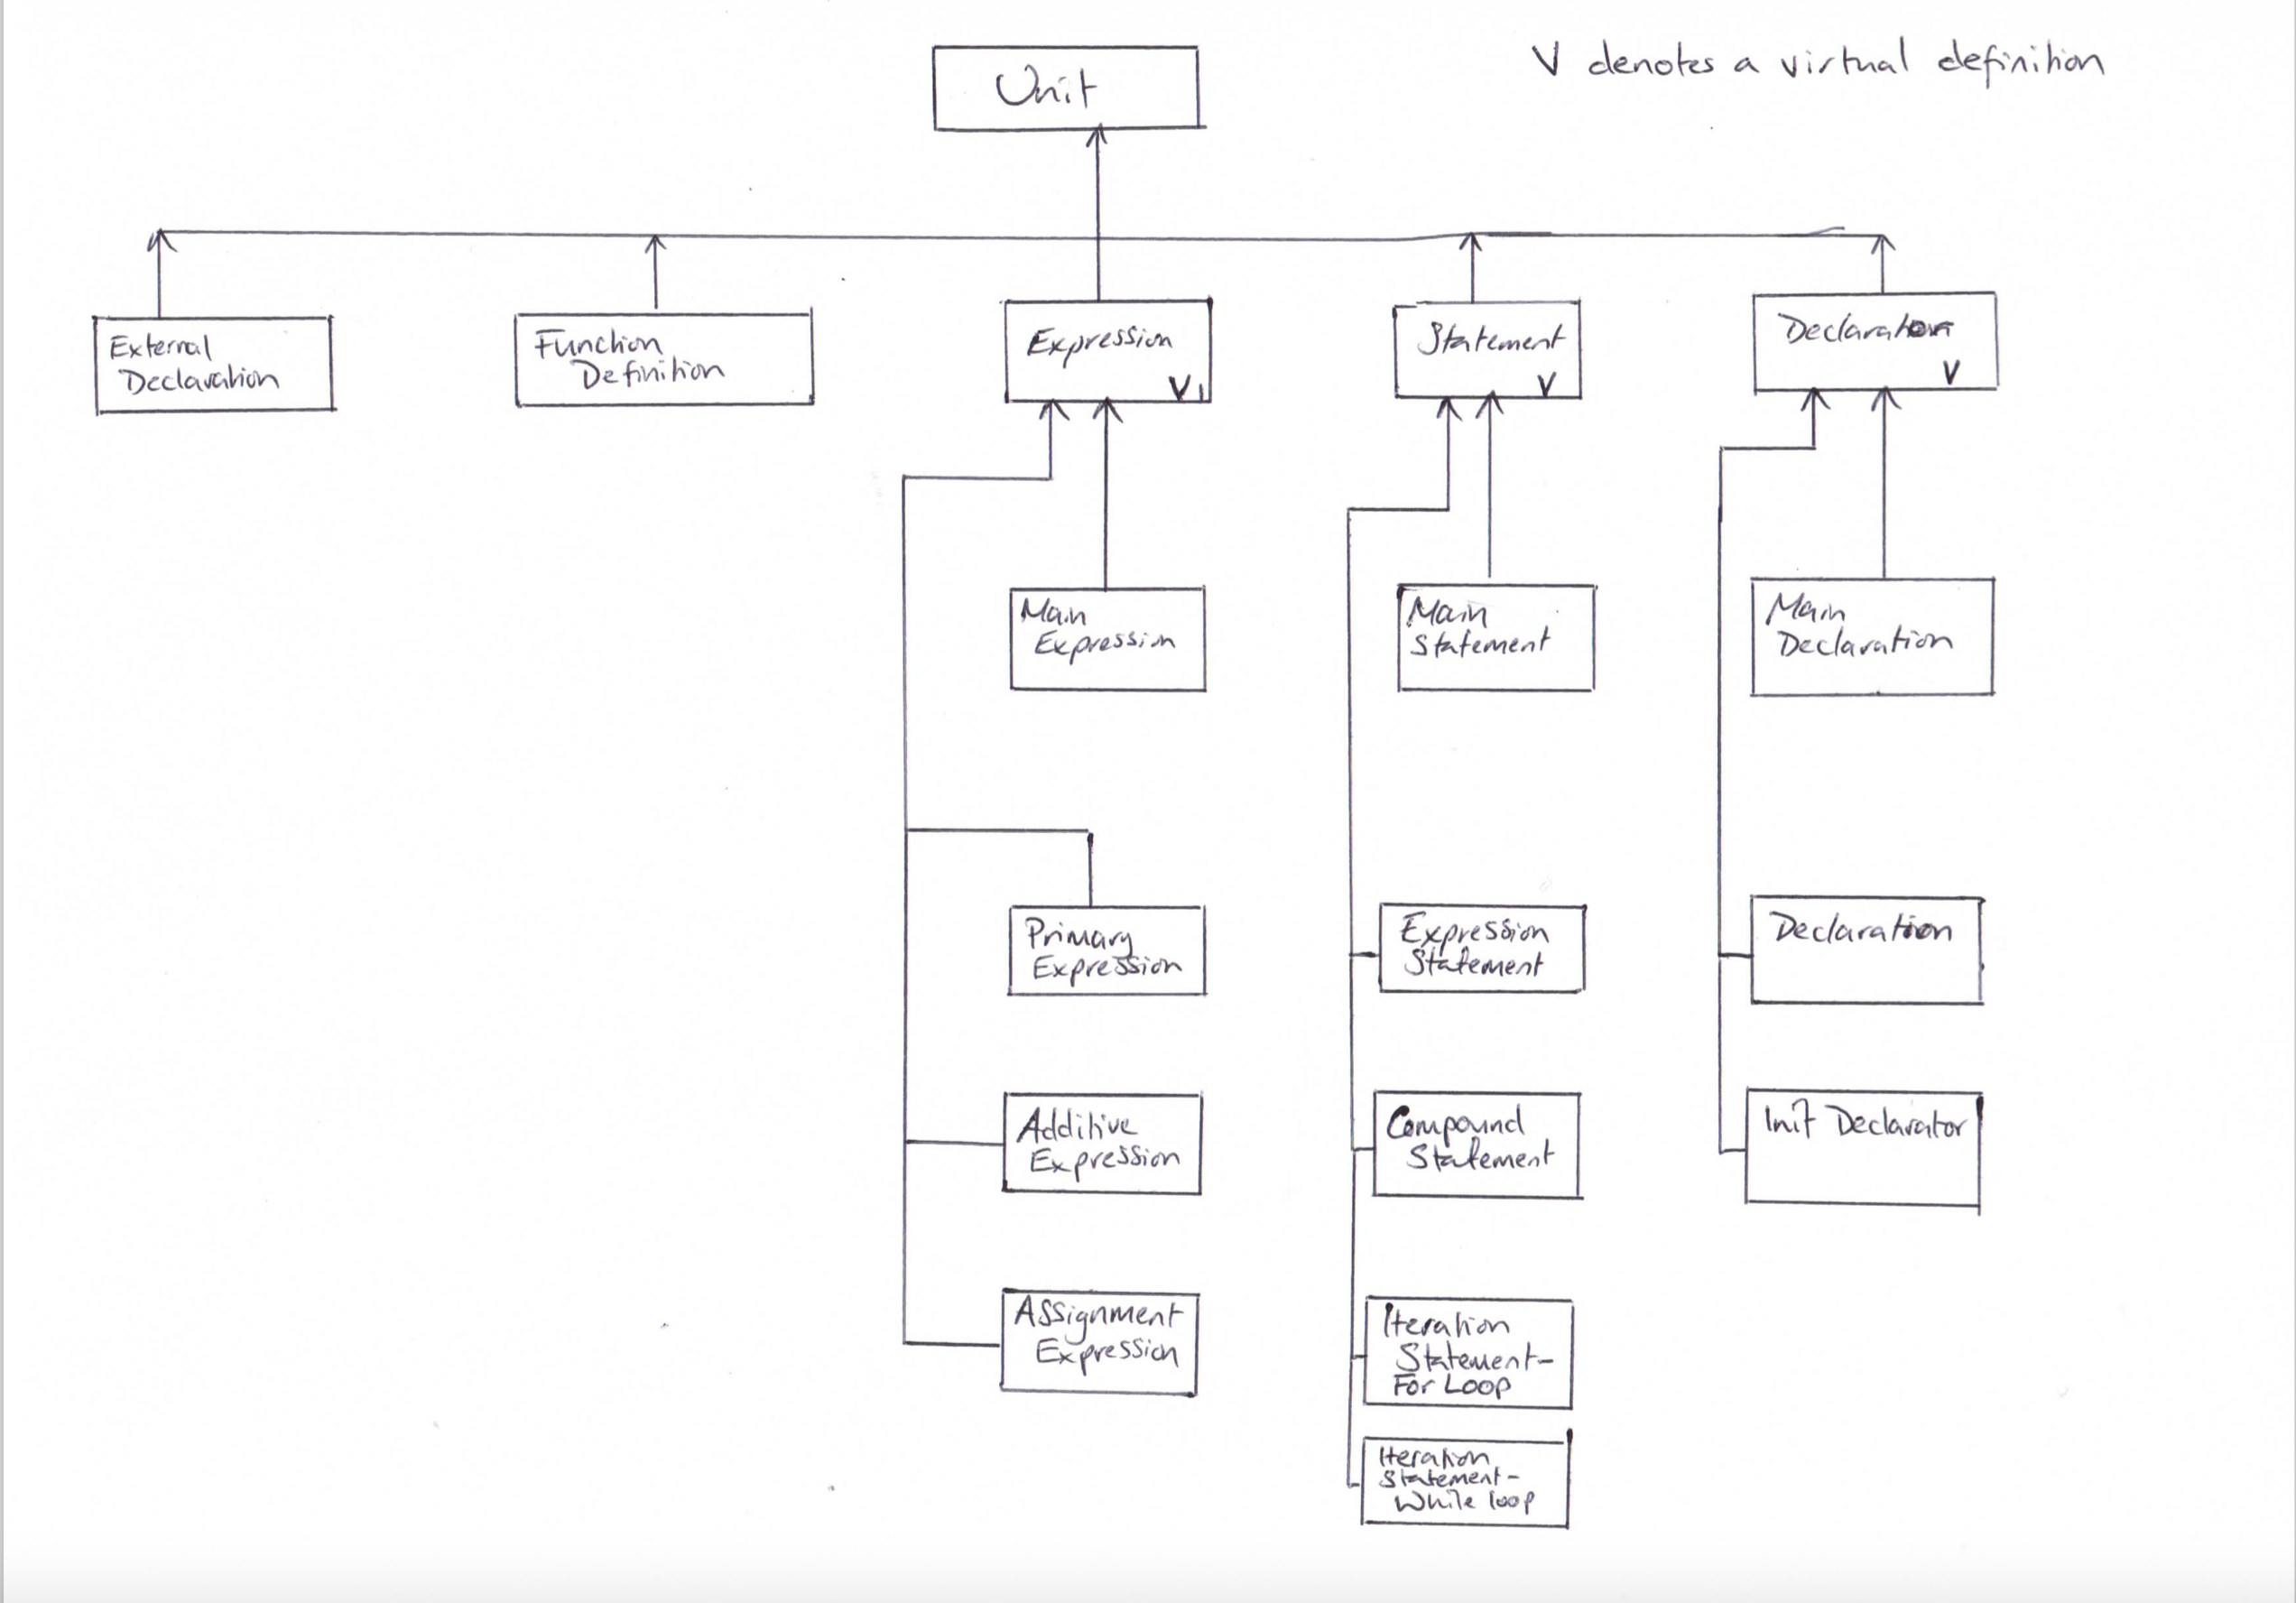 Unit
V denotes a virtual definition
External
Declaration
Function
Definition
Expression
V
Statement
V
Declaration
V
Main
Expression
Main
Statement
Main
Declaration
Primary
Expression
Expression
Statement
Declaration
Additive
Expression
Compound
Statement
Init Declarator
Assignment
Expression
Iteration
Statement-
For Loop
Iteration
Statement-
While loop